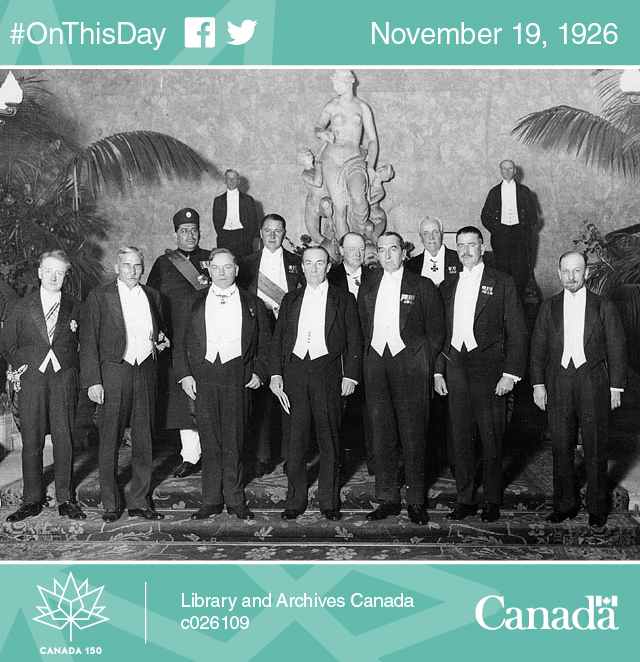 #OnThisDay
November 19, 1926
CANADA 150
Library and Archives Canada
c026109
Canada